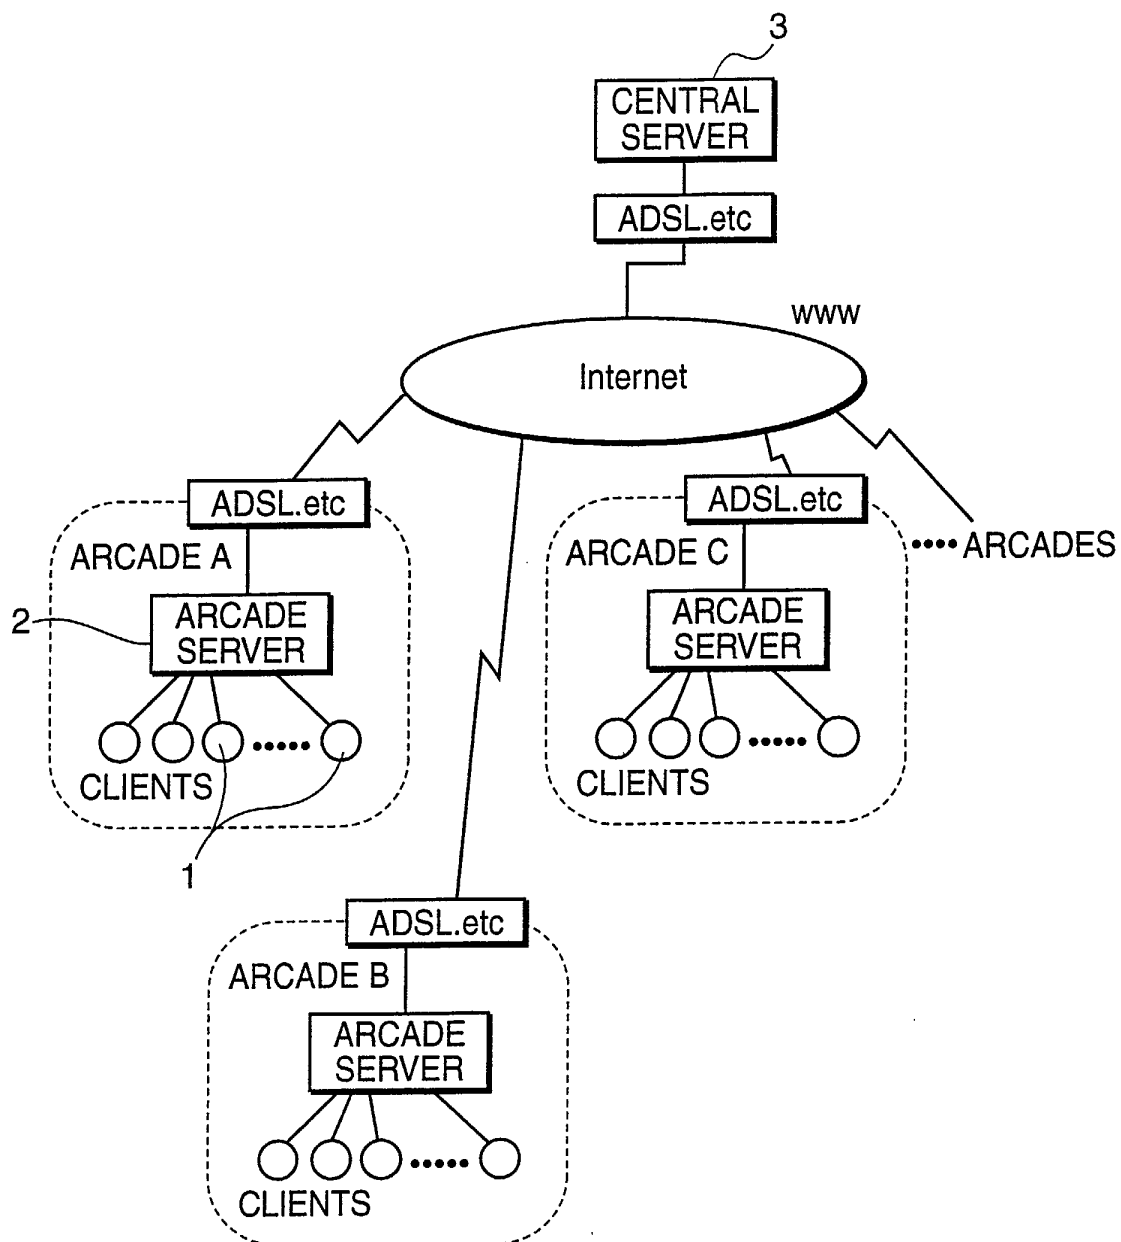 3
CENTRAL
SERVER
ADSL.etc
WWW
Internet
ADSL.etc
ARCADE A
2
ARCADE
SERVER
•••••
CLIENTS
1
ADSL.etc
ARCADE C
ARCADE
SERVER
•••••
CLIENTS
•••• ARCADES
ADSL.etc
ARCADE B
ARCADE
SERVER
•••••
CLIENTS